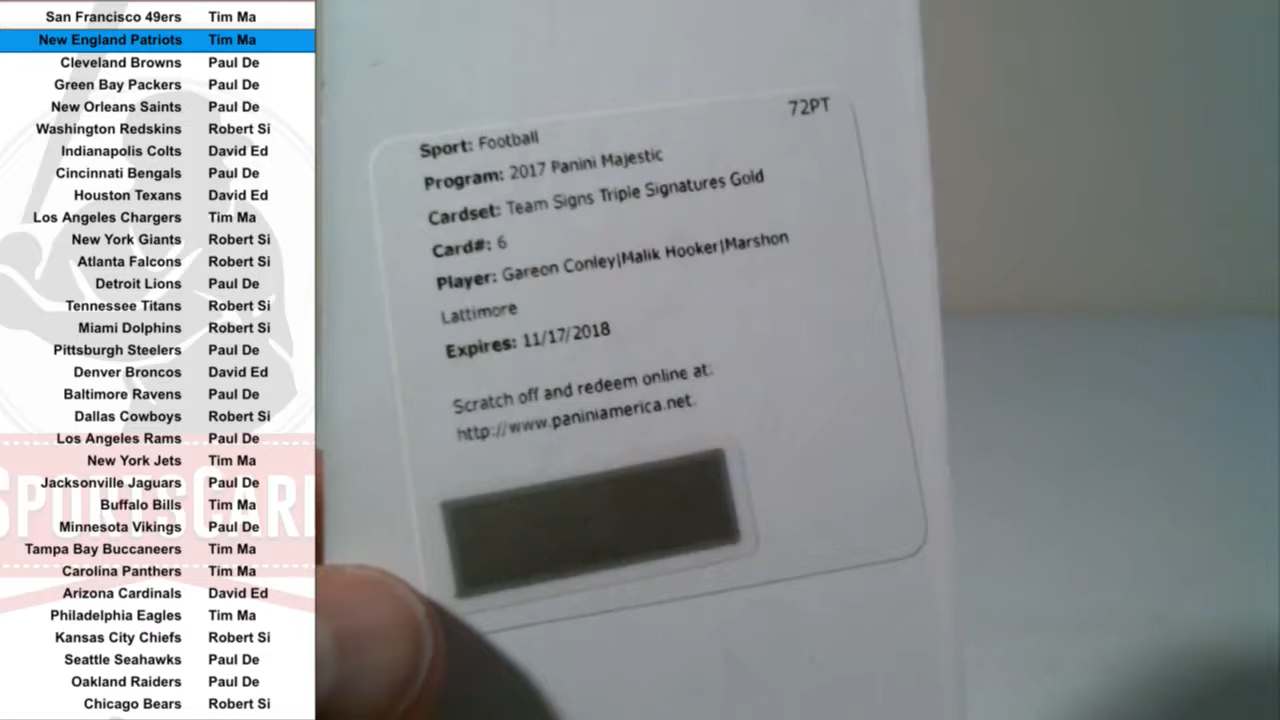 San Francisco 49ers Tim Ma
New England Patriots Tim Ma
Cleveland Browns Paul De
Green Bay Packers Paul De
New Orleans Saints Paul De
Washington Redskins Robert Si
Indianapolis Colts David Ed
Cincinnati Bengals Paul De
Houston Texans David Ed
Los Angeles Chargers Tim Ma
New York Giants Robert Si
Atlanta Falcons Robert Si
Detroit Lions Paul De
Tennessee Titans Robert Si
Miami Dolphins Robert Si
Pittsburgh Steelers Paul De
Denver Broncos David Ed
Baltimore Ravens Paul De
Dallas Cowboys Robert Si
Los Angeles Rams Paul De
New York Jets Tim Ma
Jacksonville Jaguars Paul De
Buffalo Bills Tim Ma
Minnesota Vikings Paul De
Tampa Bay Buccaneers Tim Ma
Carolina Panthers Tim Ma
Arizona Cardinals David Ed
Philadelphia Eagles Tim Ma
Kansas City Chiefs Robert Si
Seattle Seahawks Paul De
Oakland Raiders Paul De
Chicago Bears Robert Si
SPORTSCAR
72PT
Sport: Football
Program: 2017 Panini Majestic
Cardset: Team Signs Triple Signatures Gold
Card#: 6
Player: Gareon Conley|Malik Hooker|Marshon
Lattimore
Expires: 11/17/2018
Scratch off and redeem online at:
http://www.paniniamerica.net.